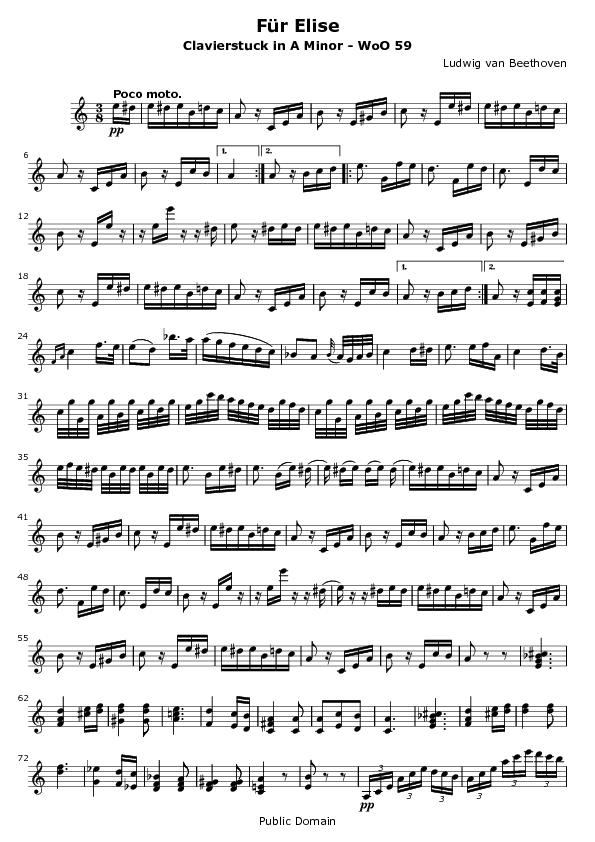 Für Elise
Clavierstuck in A Minor - WoO 59
Ludwig van Beethoven
Poco moto.
3
8
pp
6
1.
2.
12
18
1.
2.
24
31
35
41
48
55
62
72
3 3 3 3 3 3
pp
Public Domain